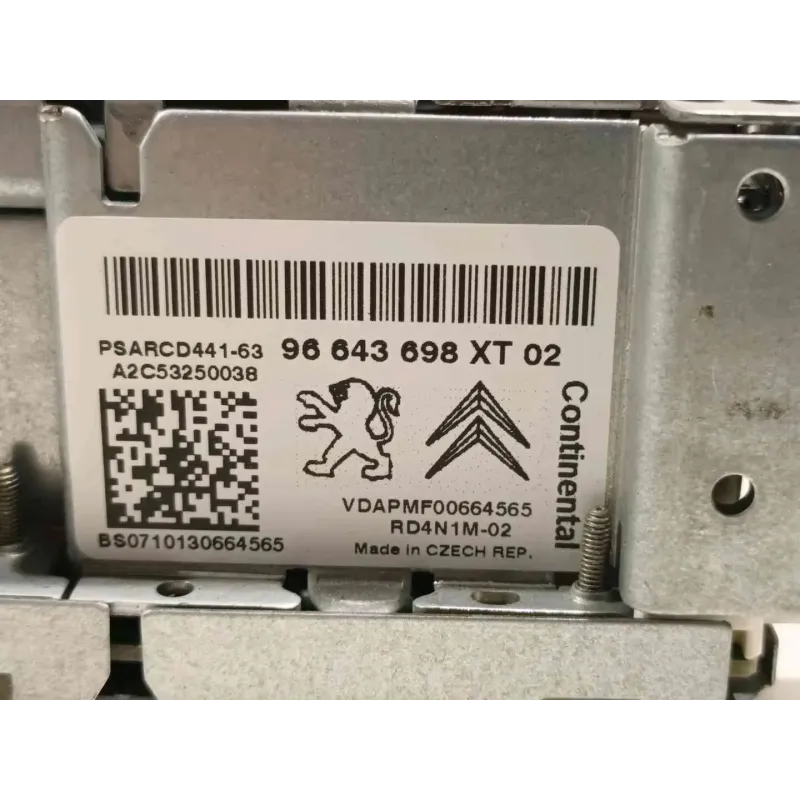 PSARCD441-63 96 643 698 XT 02
A2C53250038
Continental
VDAPMF00664565
RD4N1M-02
BS0710130664565
Made in CZECH REP.